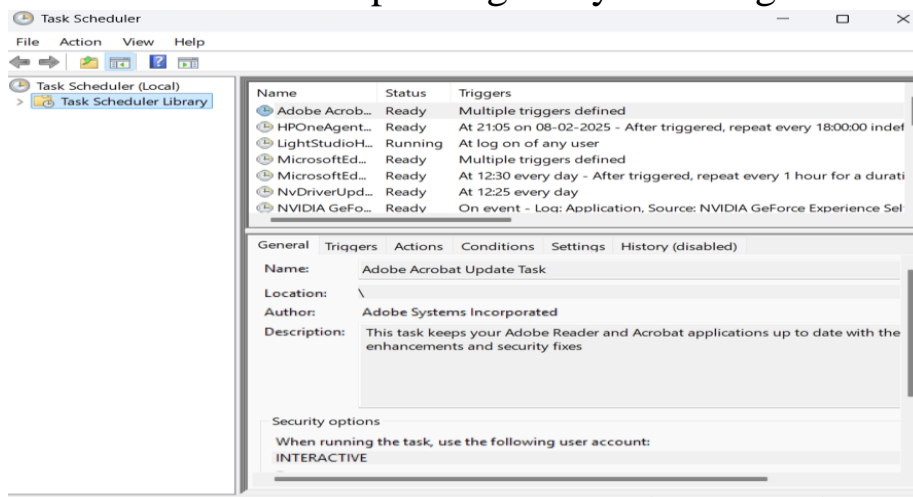 Task Scheduler
File Action View Help
Task Scheduler (Local)
Task Scheduler Library
Name Status Triggers
Adobe Acrob... Ready Multiple triggers defined
HPOneAgent... Ready At 21:05 on 08-02-2025 - After triggered, repeat every 18:00:00 indef
LightStudioH... Running At log on of any user
MicrosoftEd... Ready Multiple triggers defined
MicrosoftEd... Ready At 12:30 every day - After triggered, repeat every 1 hour for a durati
NvDriverUpd... Ready At 12:25 every day
NVIDIA GeFo... Ready On event - Log: Application, Source: NVIDIA GeForce Experience Sel
General Triggers Actions Conditions Settings History (disabled)
Name: Adobe Acrobat Update Task
Location: \
Author: Adobe Systems Incorporated
Description: This task keeps your Adobe Reader and Acrobat applications up to date with the
enhancements and security fixes
Security options
When running the task, use the following user account:
INTERACTIVE